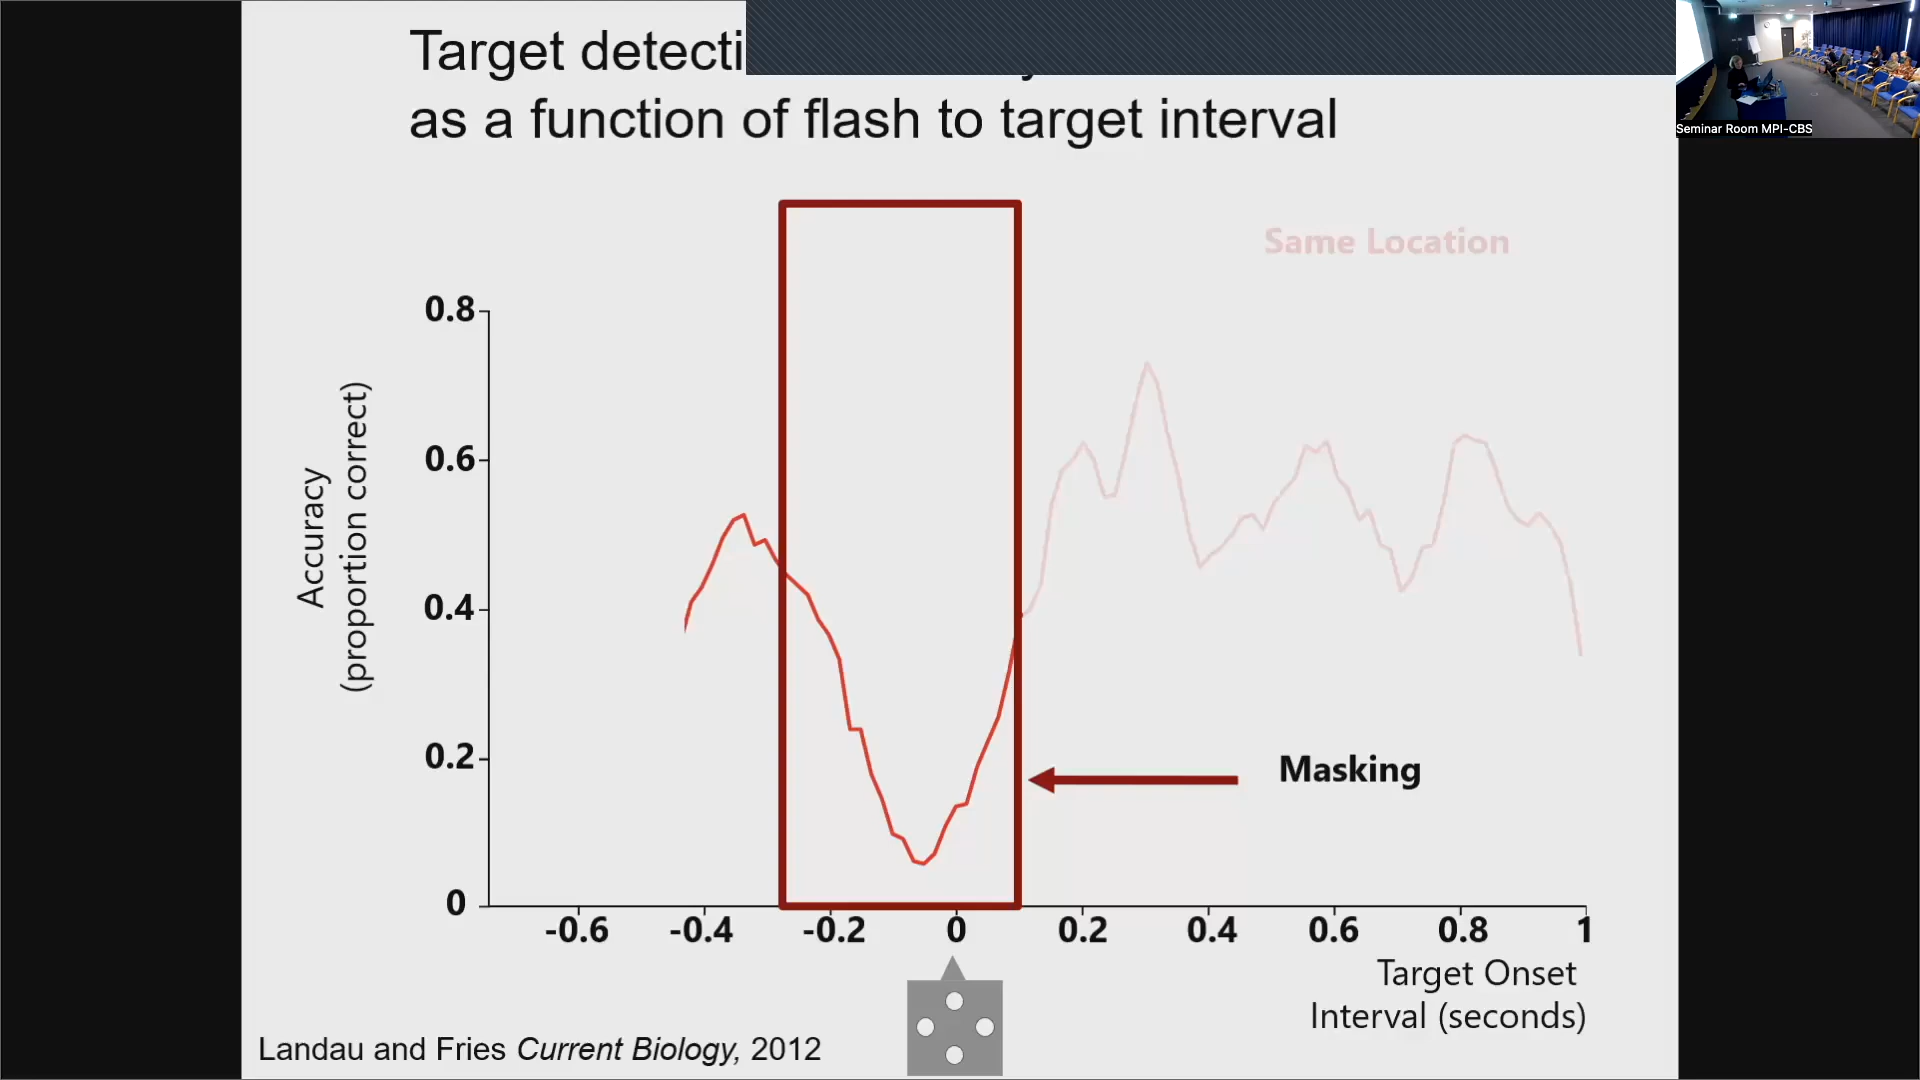 Target detecti
as a function of flash to target interval
Seminar Room MPI-CBS
Same Location
0.8
0.6
0.4
0.2
0
Accuracy
(proportion correct)
Masking
-0.6 -0.4 -0.2 0 0.2 0.4 0.6 0.8 1
Target Onset
Interval (seconds)
Landau and Fries Current Biology, 2012